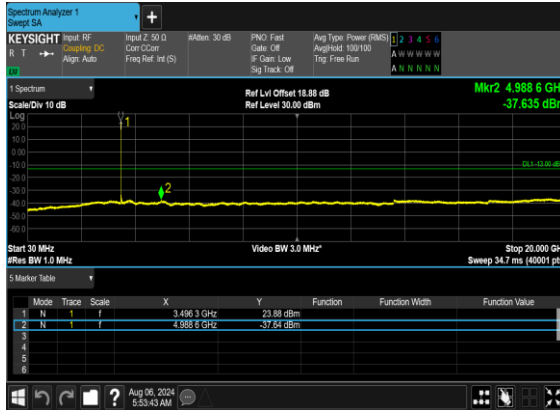 Spectrum Analyzer 1
Swept SA
+
KEYSIGHT
R T
Input: RF
Coupling: DC
Align: Auto
Input Z: 50 Ω
Corr CCorr
Freq Ref: Int (S)
#Atten: 30 dB
PNO: Fast
Gate: Off
IF Gain: Low
Sig Track: Off
Avg Type: Power (RMS)
Avg|Hold: 100/100
Trig: Free Run
1 2 3 4 5 6
A W W W W W
A N N N N N
1 Spectrum
Scale/Div 10 dB
Ref Lvl Offset 18.88 dB
Ref Level 30.00 dBm
Mkr2 4.988 6 GH
-37.635 dBm
Log
20.0
10.0
0.00
-10.0
-20.0
-30.0
-40.0
-50.0
-60.0
1
2
DL1 -13.00 dB
Start 30 MHz
#Res BW 1.0 MHz
Video BW 3.0 MHz*
Stop 20.000 GH
Sweep 34.7 ms (40001 pt
5 Marker Table
Mode Trace Scale X Y Function Function Width Function Value
1 N 1 f 3.496 3 GHz 23.88 dBm
2 N 1 f 4.988 6 GHz -37.64 dBm
3
4
5
6
?
Aug 06, 2024
5:53:43 AM